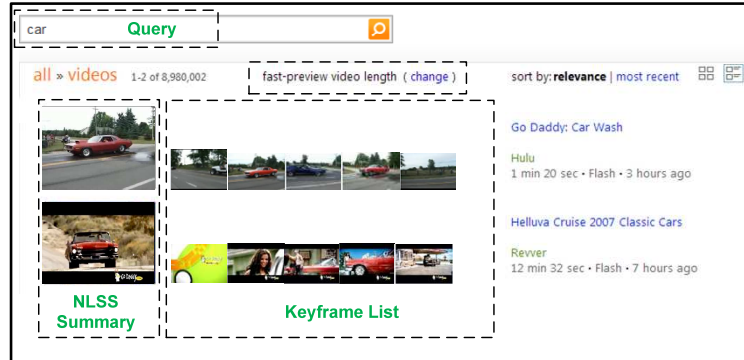 car Query
all » videos 1-2 of 8,980,002 fast-preview video length ( change ) sort by: relevance | most recent
Go Daddy: Car Wash
Hulu
1 min 20 sec • Flash • 3 hours ago
Helluva Cruise 2007 Classic Cars
Revver
12 min 32 sec • Flash • 7 hours ago
NLSS
Summary
Keyframe List